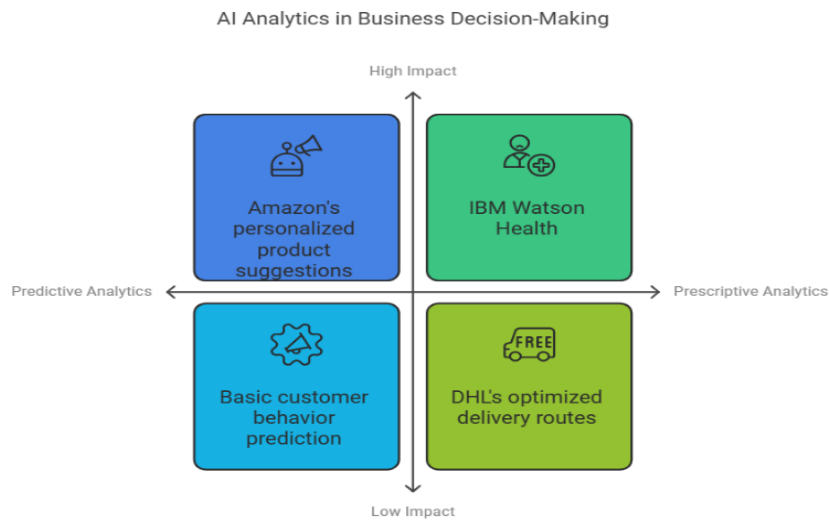 AI Analytics in Business Decision-Making
High Impact
Amazon's
personalized
product
suggestions
IBM Watson
Health
Predictive Analytics
Prescriptive Analytics
FREE
Basic customer
behavior
prediction
DHL's optimized
delivery routes
Low Impact